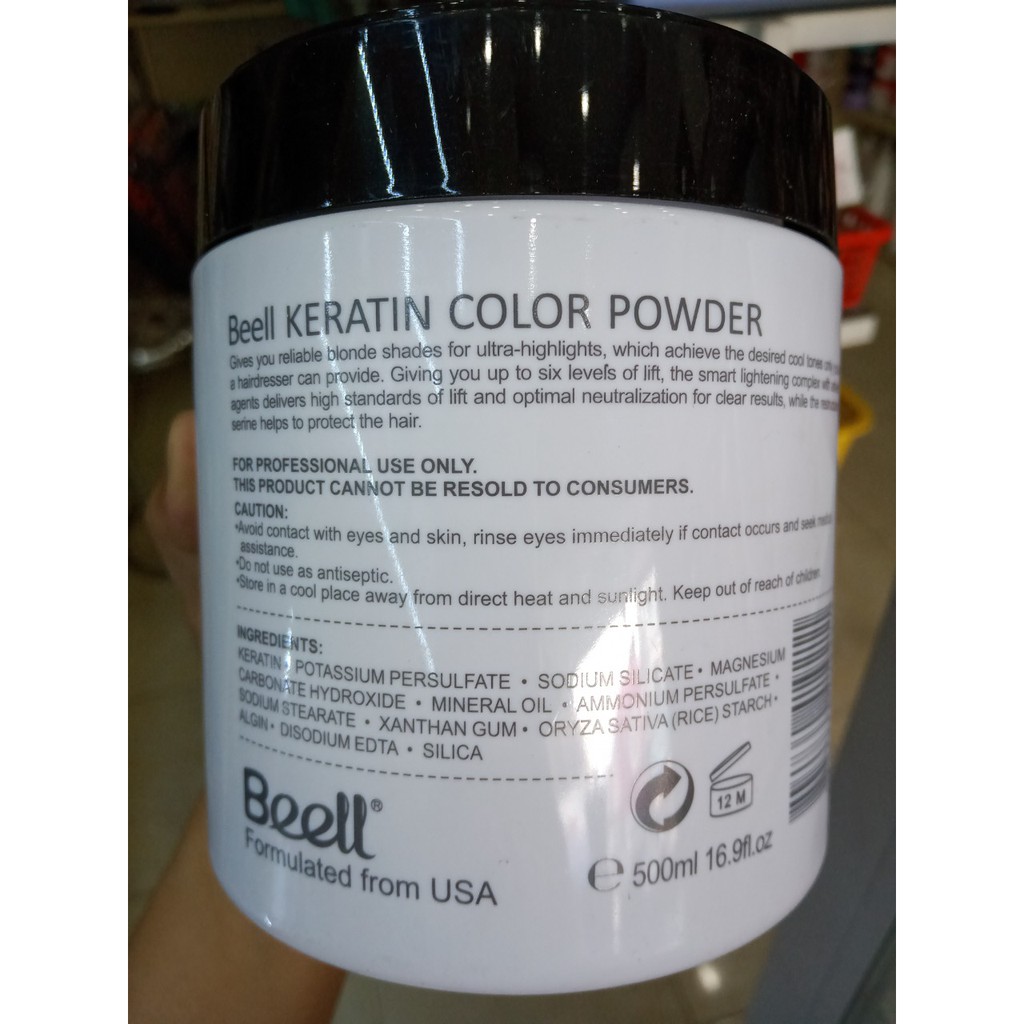 Beell KERATIN COLOR POWDER
Gives you reliable blonde shades for ultra-highlights, which achieve the desired cool tones only
a hairdresser can provide. Giving you up to six levels of lift, the smart lightening complex with
agents delivers high standards of lift and optimal neutralization for clear results, while the
serine helps to protect the hair.
FOR PROFESSIONAL USE ONLY.
THIS PRODUCT CANNOT BE RESOLD TO CONSUMERS.
CAUTION:
*Avoid contact with eyes and skin, rinse eyes immediately if contact occurs and seek
assistance.
*Do not use as antiseptic.
*Store in a cool place away from direct heat and sunlight. Keep out of reach of children.
INGREDIENTS:
KERATIN • POTASSIUM PERSULFATE • SODIUM SILICATE • MAGNESIUM
CARBONATE HYDROXIDE • MINERAL OIL • AMMONIUM PERSULFATE •
SODIUM STEARATE • XANTHAN GUM • ORYZA SATIVA (RICE) STARCH •
ALGIN • DISODIUM EDTA • SILICA
12 M
Beell®
Formulated from USA
e 500ml 16.9fl.oz